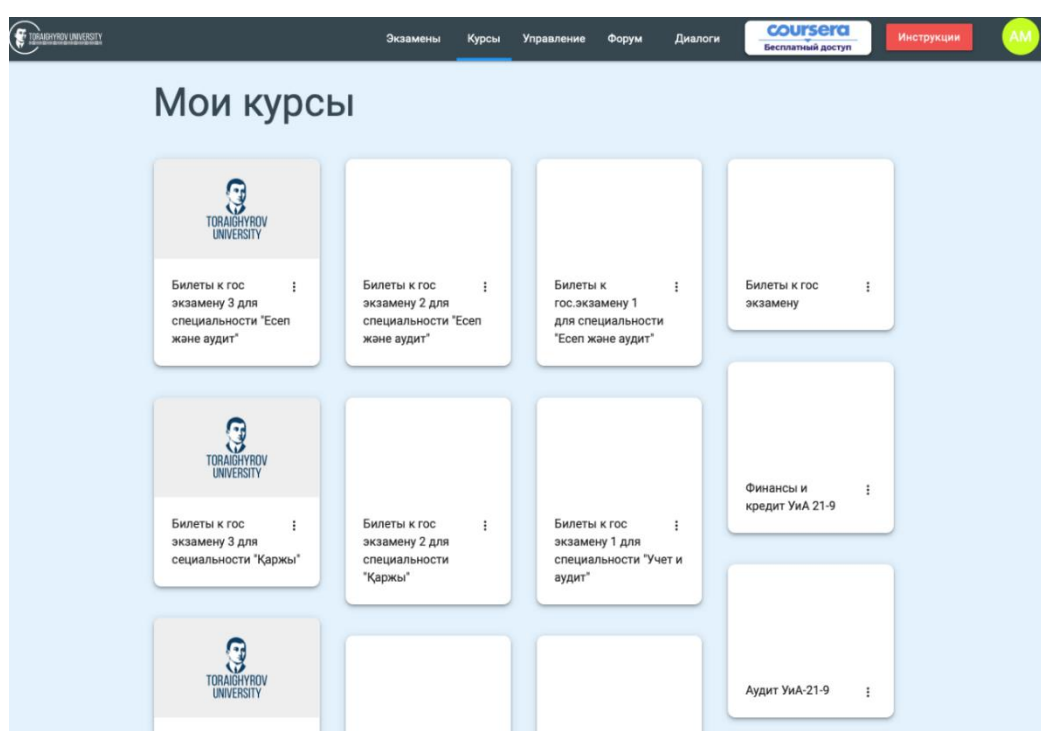 TORAIGHYROV UNIVERSITY
Экзамены
Курсы
Управление
Форум
Диалоги
coursera
Бесплатный доступ
Инструкции
AM
Мои курсы
TORAIGHYROV
UNIVERSITY
Билеты к гос
экзамену 3 для
специальности "Есеп
және аудит"
Билеты к гос
экзамену 2 для
специальности "Есеп
және аудит"
Билеты к
гос.экзамену 1
для специальности
"Есеп және аудит"
Билеты к гос
экзамену
TORAIGHYROV
UNIVERSITY
Билеты к гос
экзамену 3 для
сециальности "Қаржы"
Билеты к гос
экзамену 2 для
специальности
"Қаржы"
Билеты к гос
экзамену 1 для
специальности "Учет и
аудит"
Финансы и
кредит УиА 21-9
TORAIGHYROV
UNIVERSITY
Аудит УиА-21-9